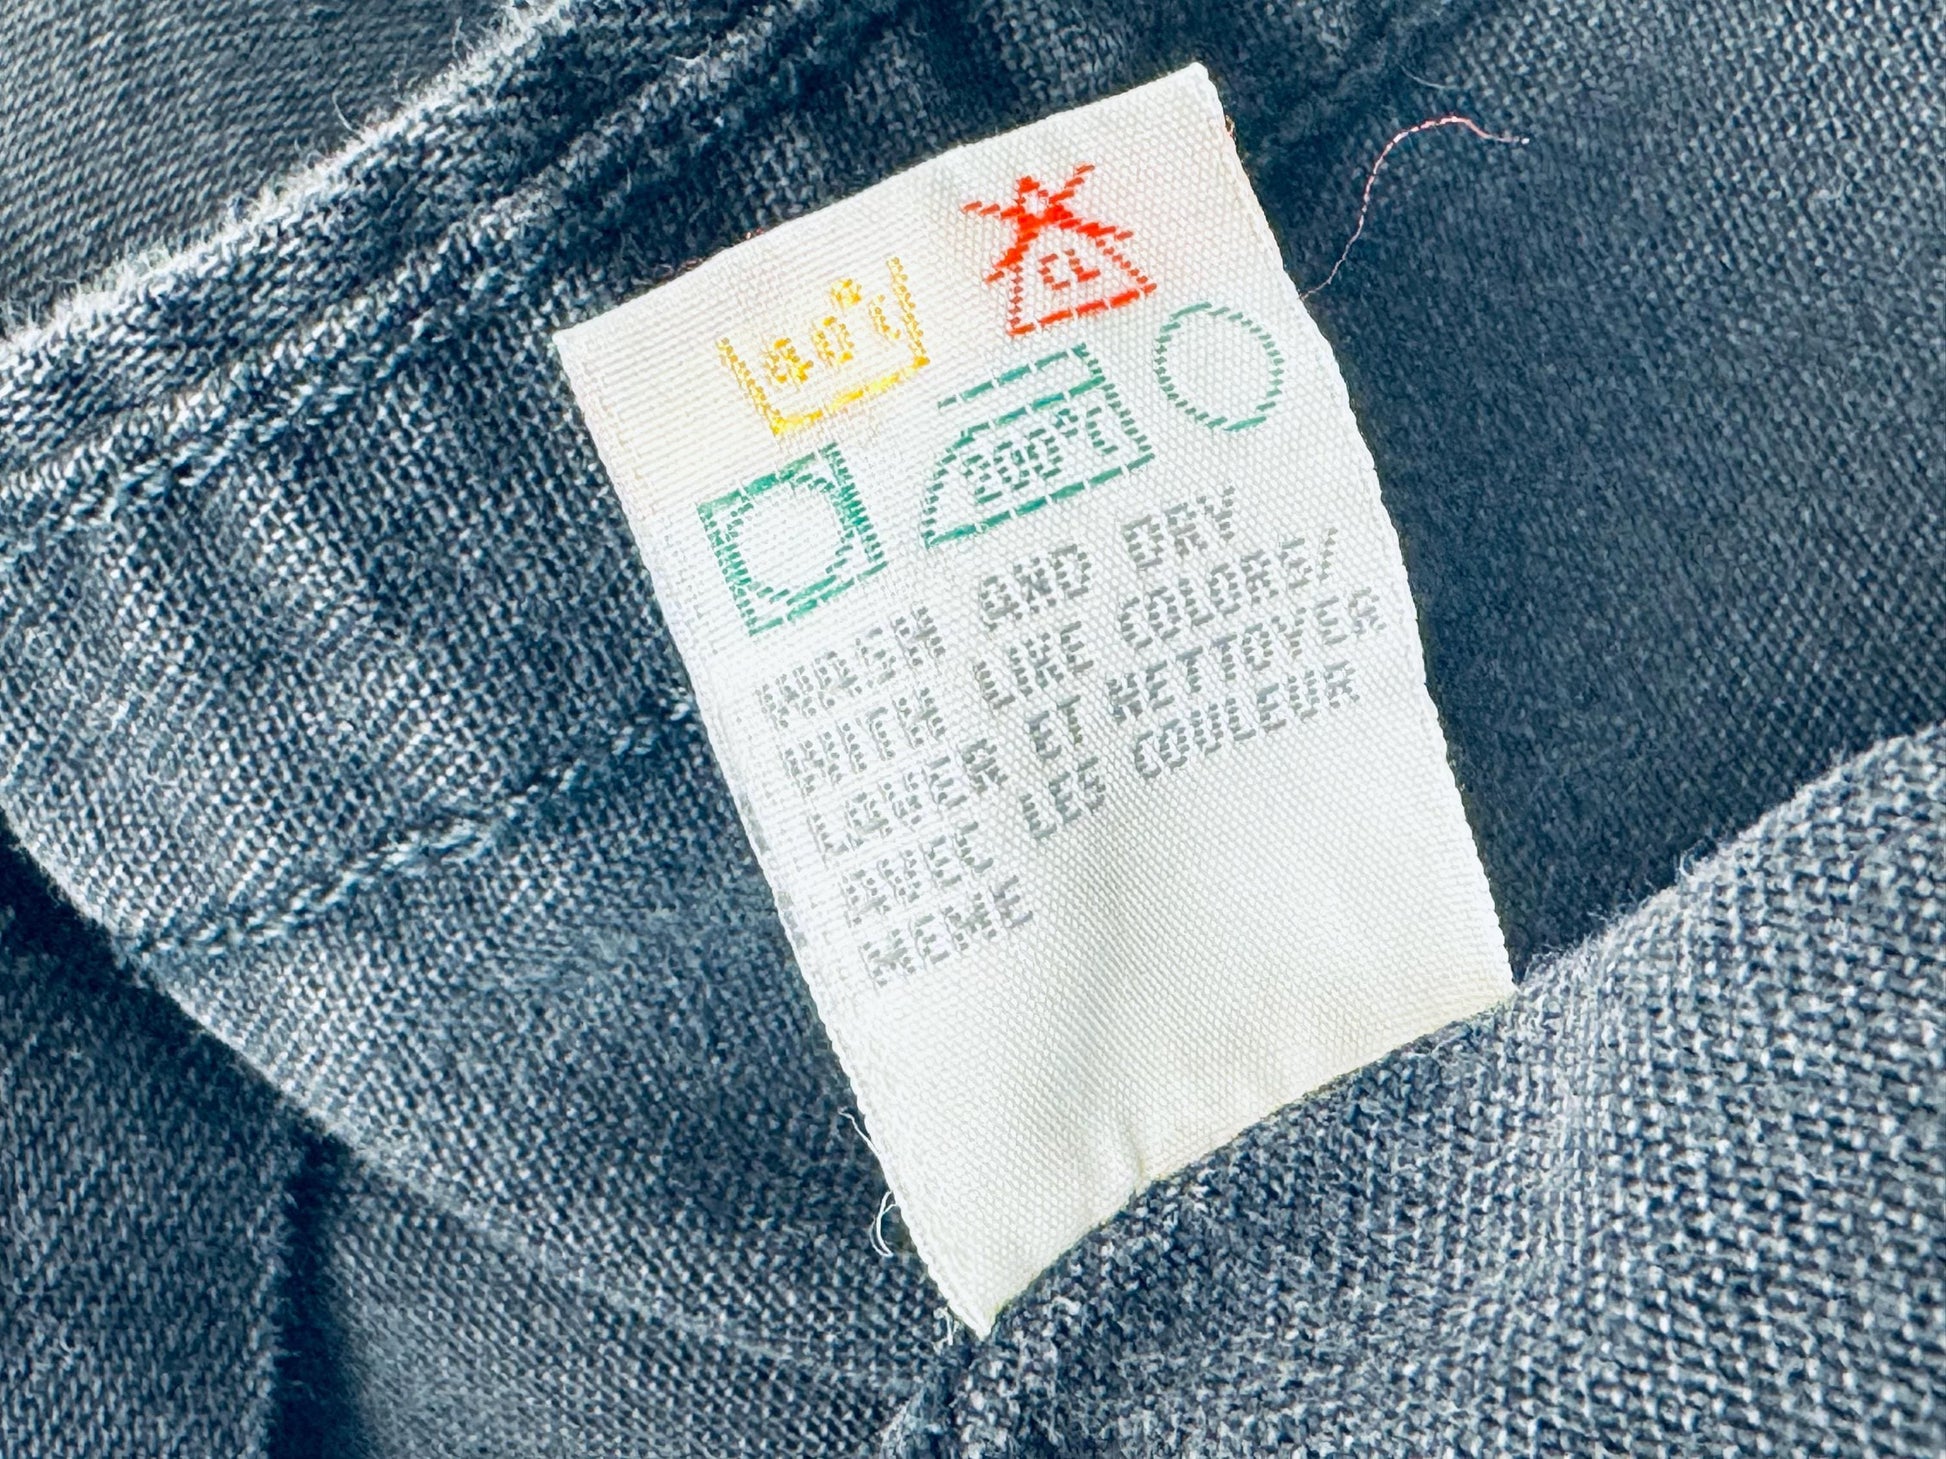 40°C
CL
200°C
WASH AND DRY
WITH LIKE COLORS/
LAVER ET NETTOYER
AVEC LES COULEUR
MEME